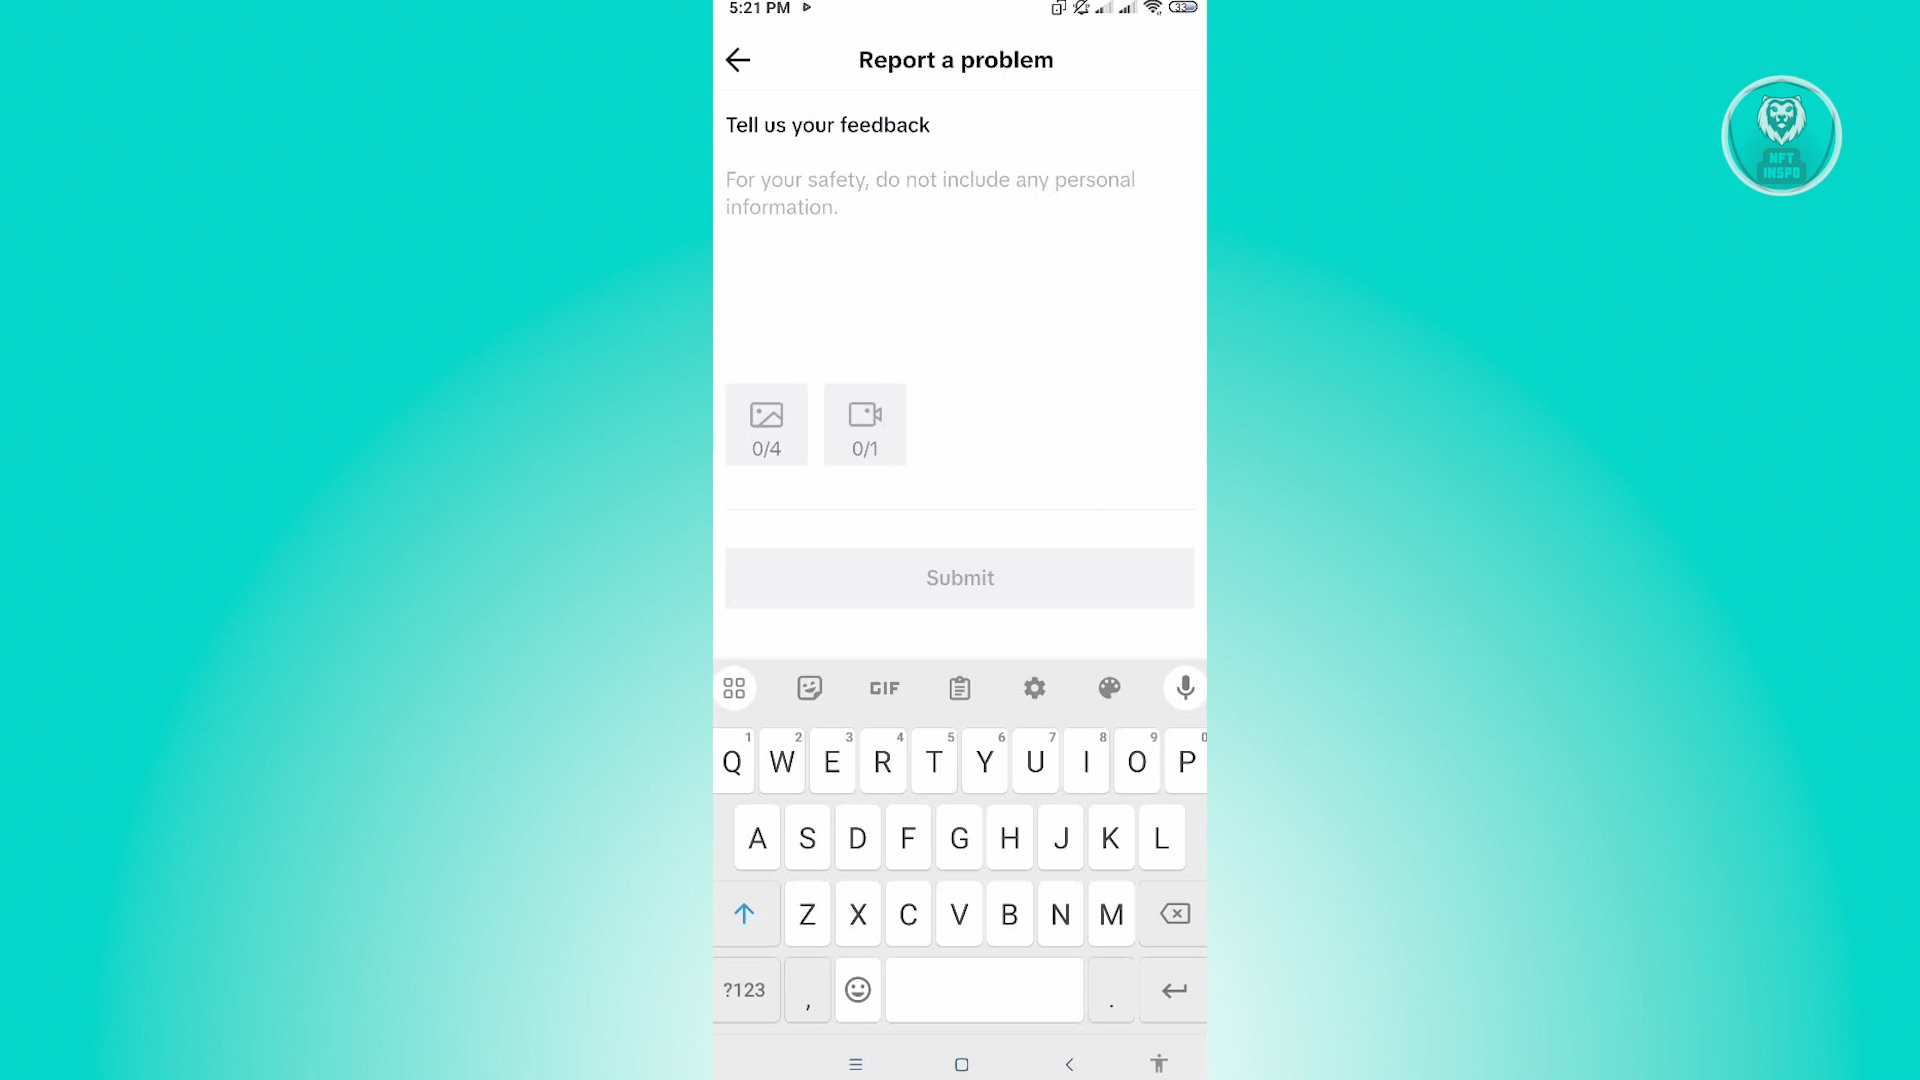 5:21 PM
33
Report a problem
Tell us your feedback
For your safety, do not include any personal
information.
0/4 0/1
Submit
GIF
1 2 3 4 5 6 7 8 9 0
Q W E R T Y U I O P
A S D F G H J K L
Z X C V B N M
?123 , .
NFT
INSPO